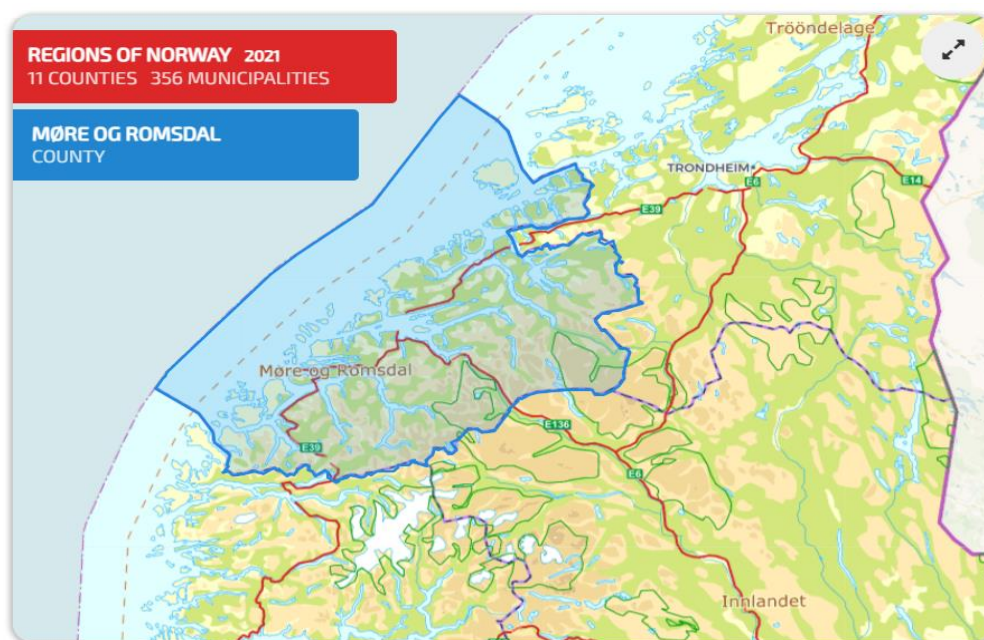 REGIONS OF NORWAY 2021
11 COUNTIES 356 MUNICIPALITIES
MØRE OG ROMSDAL
COUNTY
Trööndelage
TRONDHEIM
E6
E14
E39
Møre og Romsdal
E136
E39
E6
Innlandet